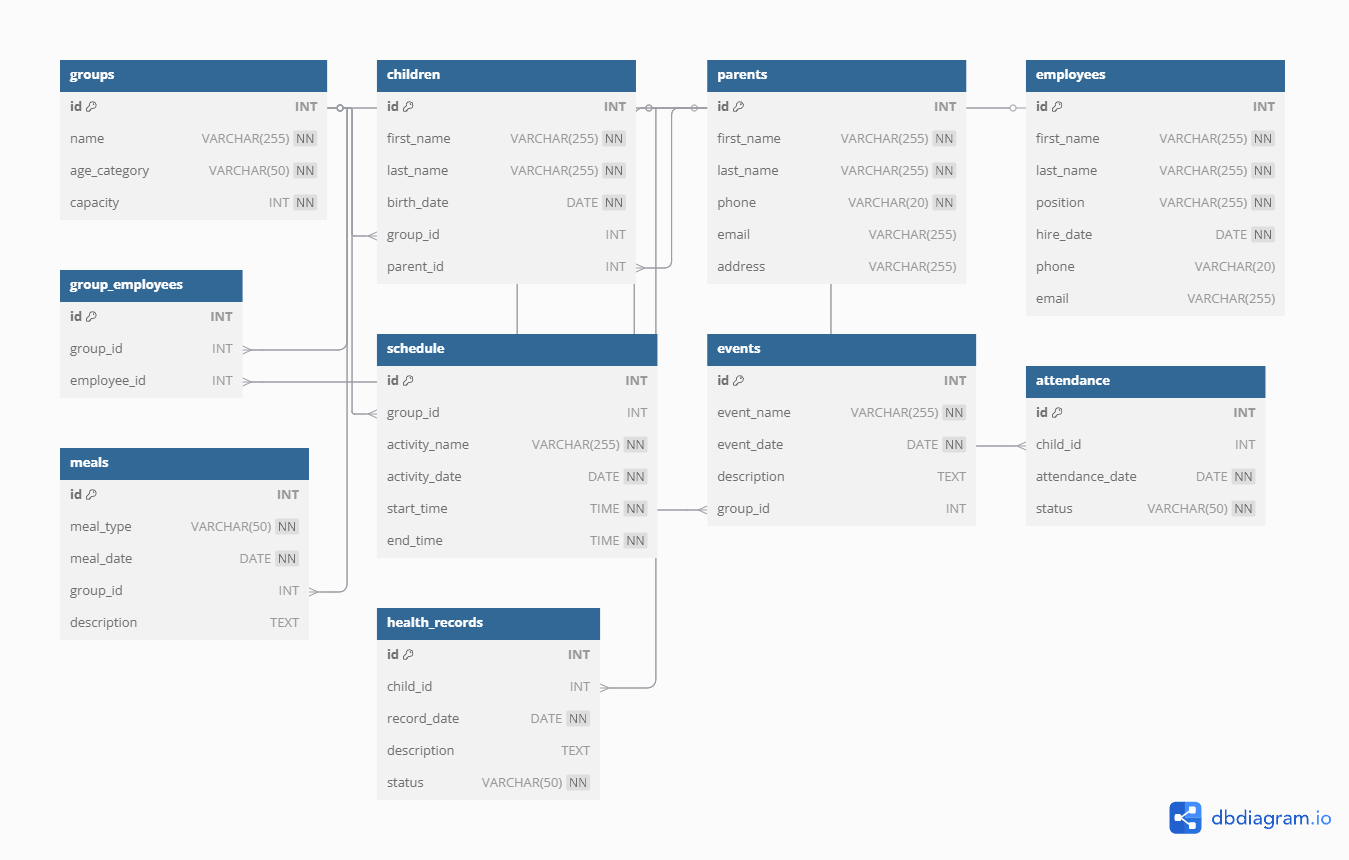 groups
id INT
name VARCHAR(255) NN
age_category VARCHAR(50) NN
capacity INT NN
children
id INT
first_name VARCHAR(255) NN
last_name VARCHAR(255) NN
birth_date DATE NN
group_id INT
parent_id INT
parents
id INT
first_name VARCHAR(255) NN
last_name VARCHAR(255) NN
phone VARCHAR(20) NN
email VARCHAR(255)
address VARCHAR(255)
employees
id INT
first_name VARCHAR(255) NN
last_name VARCHAR(255) NN
position VARCHAR(255) NN
hire_date DATE NN
phone VARCHAR(20)
email VARCHAR(255)
group_employees
id INT
group_id INT
employee_id INT
schedule
id INT
group_id INT
activity_name VARCHAR(255) NN
activity_date DATE NN
start_time TIME NN
end_time TIME NN
events
id INT
event_name VARCHAR(255) NN
event_date DATE NN
description TEXT
group_id INT
attendance
id INT
child_id INT
attendance_date DATE NN
status VARCHAR(50) NN
meals
id INT
meal_type VARCHAR(50) NN
meal_date DATE NN
group_id INT
description TEXT
health_records
id INT
child_id INT
record_date DATE NN
description TEXT
status VARCHAR(50) NN
dbdiagram.io